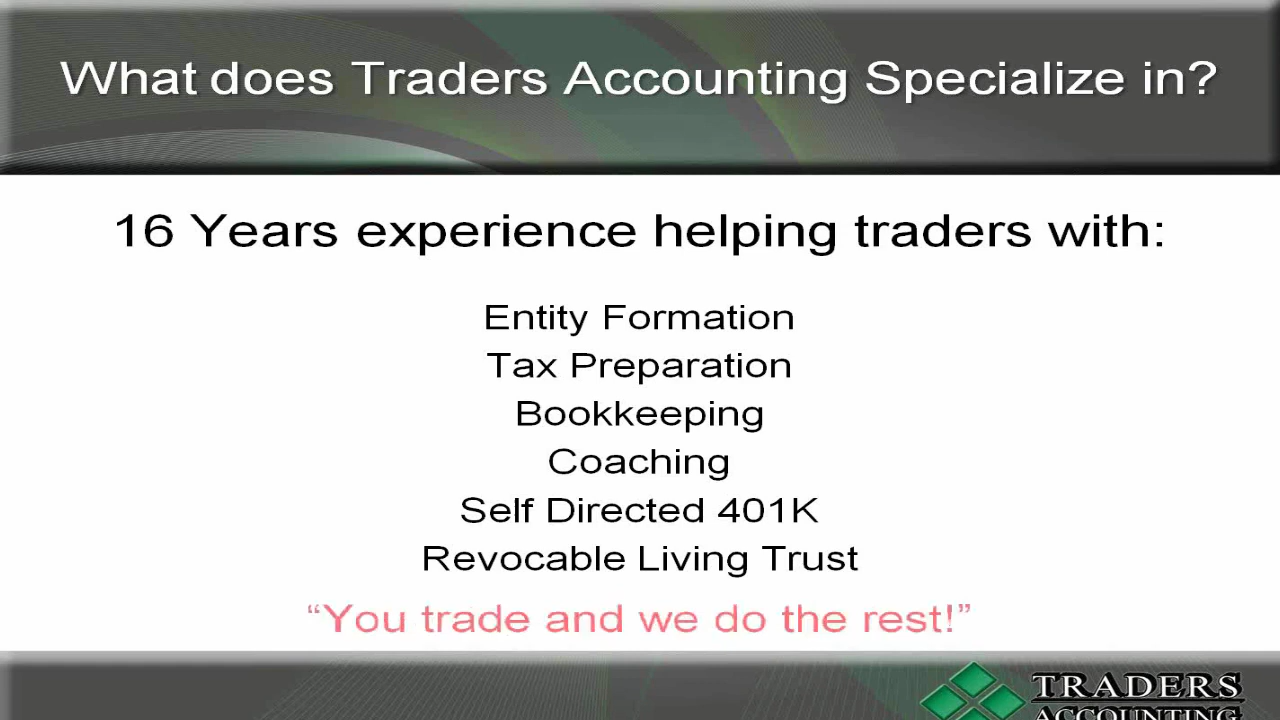 What does Traders Accounting Specialize in?
16 Years experience helping traders with:
Entity Formation
Tax Preparation
Bookkeeping
Coaching
Self Directed 401K
Revocable Living Trust
“You trade and we do the rest!”
TRADERS
ACCOUNTING